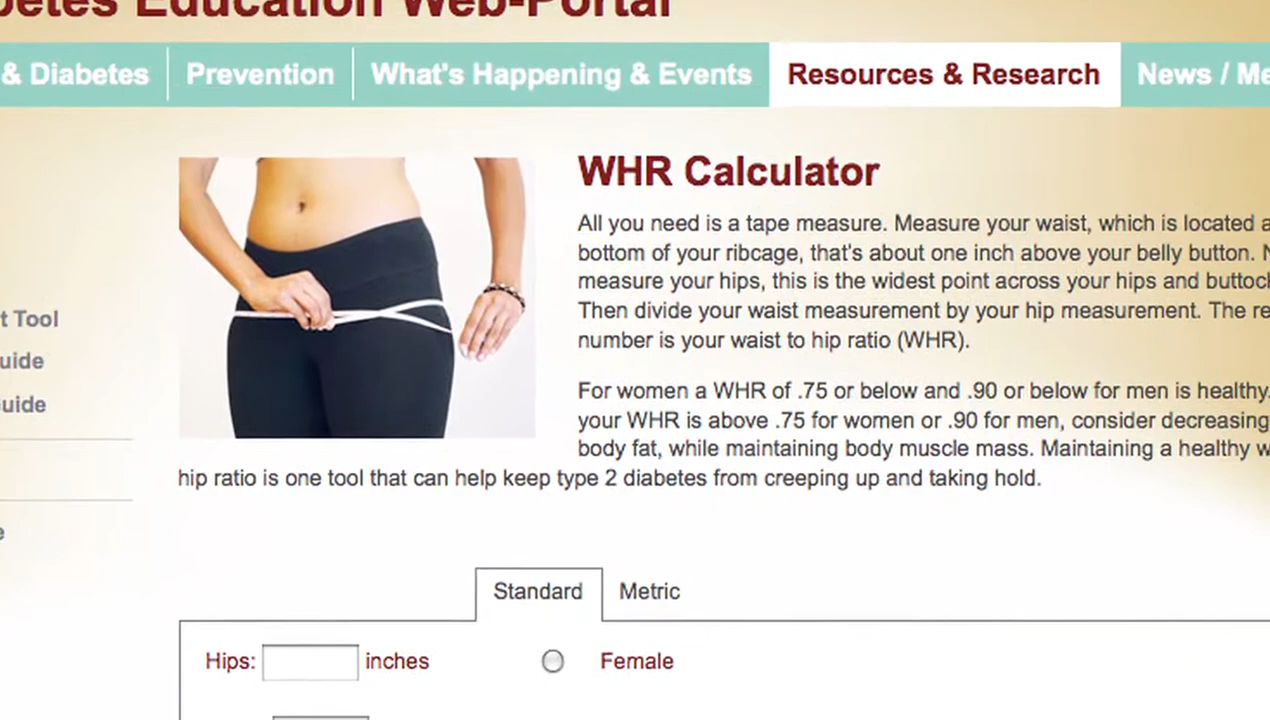 Education Web-Portal
& Diabetes Prevention What's Happening & Events Resources & Research News /
WHR Calculator
All you need is a tape measure. Measure your waist, which is located
bottom of your ribcage, that's about one inch above your belly button.
measure your hips, this is the widest point across your hips and
Then divide your waist measurement by your hip measurement. The
number is your waist to hip ratio (WHR).
For women a WHR of .75 or below and .90 or below for men is healthy.
your WHR is above .75 for women or .90 for men, consider decreasing
body fat, while maintaining body muscle mass. Maintaining a healthy
hip ratio is one tool that can help keep type 2 diabetes from creeping up and taking hold.
Tool
Standard Metric
Hips: inches Female